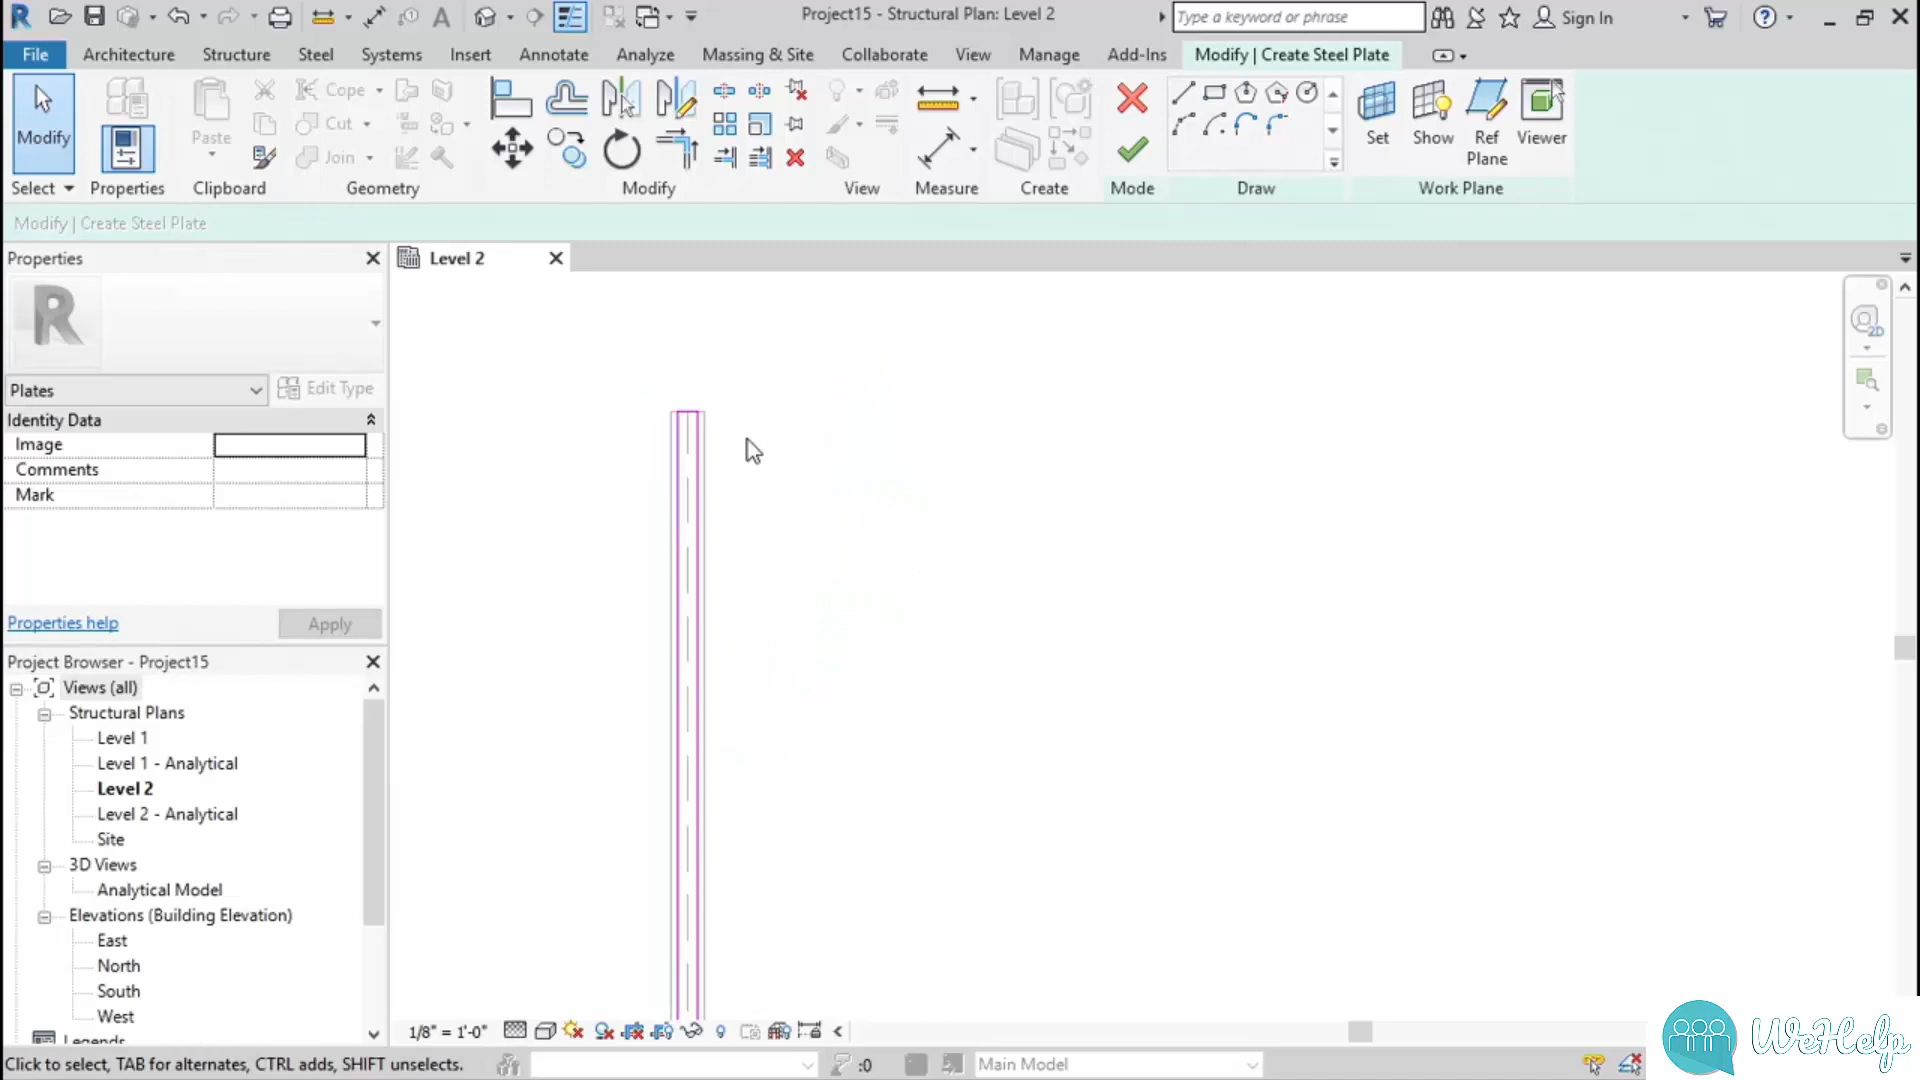 Project15 - Structural Plan: Level 2
Type a keyword or phrase
Sign In
File Architecture Structure Steel Systems Insert Annotate Analyze Massing & Site Collaborate View Manage Add-Ins Modify | Create Steel Plate
Modify
Paste
Cope
Cut
Join
Set
Show
Ref
Plane
Viewer
Select Properties Clipboard Geometry Modify View Measure Create Mode Draw Work Plane
Modify | Create Steel Plate
Properties
Level 2
R
Plates
Edit Type
Identity Data
Image
Comments
Mark
Properties help
Apply
2D
Project Browser - Project15
Views (all)
Structural Plans
Level 1
Level 1 - Analytical
Level 2
Level 2 - Analytical
Site
3D Views
Analytical Model
Elevations (Building Elevation)
East
North
South
West
Legends
1/8" = 1'-0"
Click to select, TAB for alternates, CTRL adds, SHIFT unselects.
:0
Main Model
WeHelp